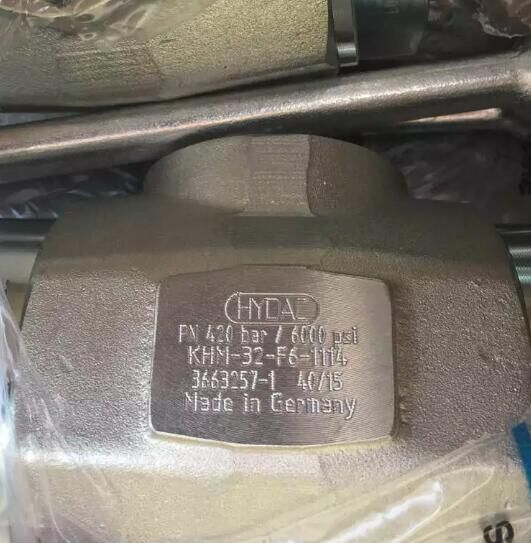 HYDAC
PN 420 bar / 6000 psi
KHM-32-F6-1114
3663257-1 40/15
Made in Germany
S